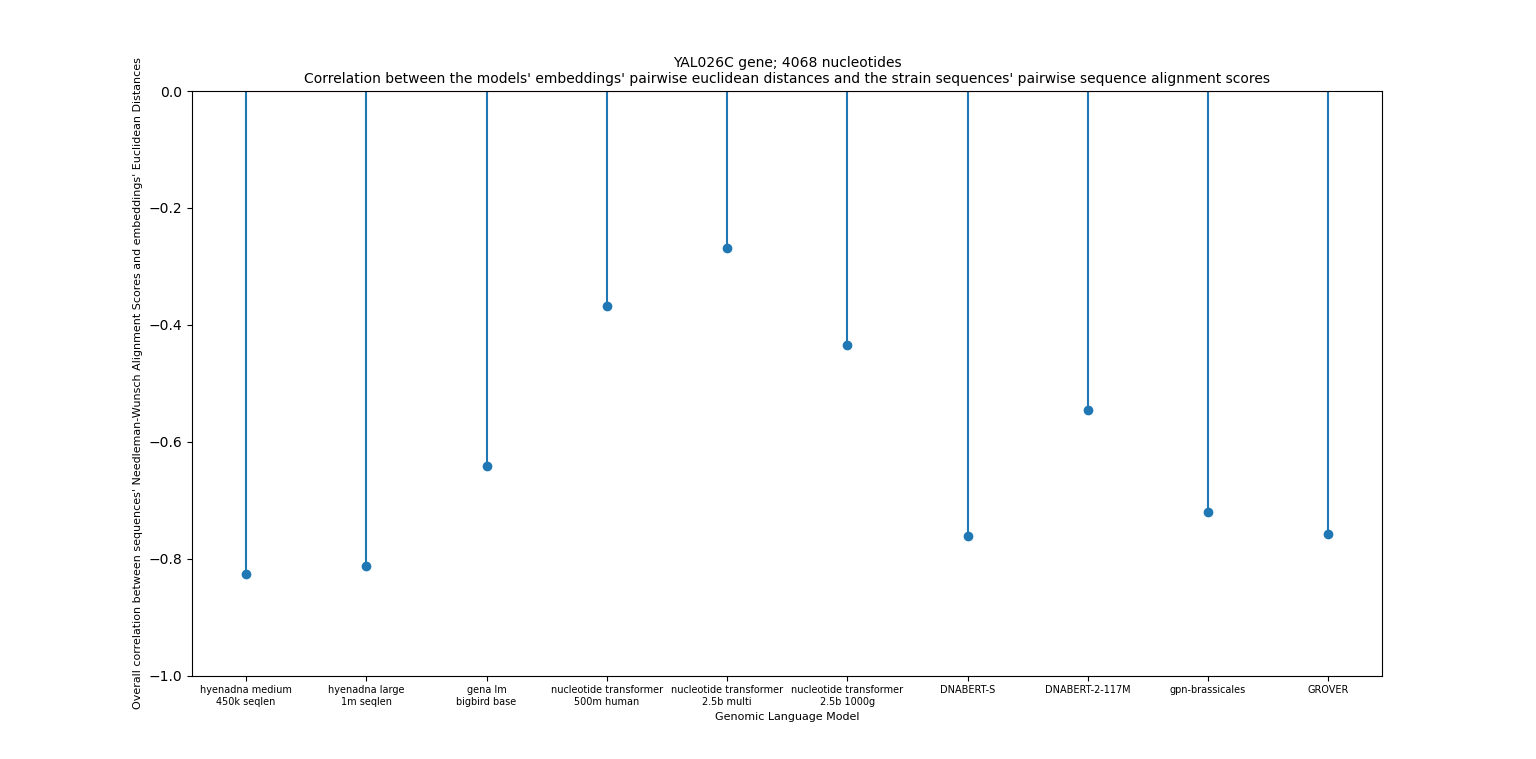 YAL026C gene; 4068 nucleotides
Correlation between the models' embeddings' pairwise euclidean distances and the strain sequences' pairwise sequence alignment scores
Overall correlation between sequences' Needleman-Wunsch Alignment Scores and embeddings' Euclidean Distances
0.0
−0.2
−0.4
−0.6
−0.8
−1.0
hyenadna medium
450k seqlen
hyenadna large
1m seqlen
gena lm
bigbird base
nucleotide transformer
500m human
nucleotide transformer
2.5b multi
nucleotide transformer
2.5b 1000g
DNABERT-S
DNABERT-2-117M
gpn-brassicales
GROVER
Genomic Language Model